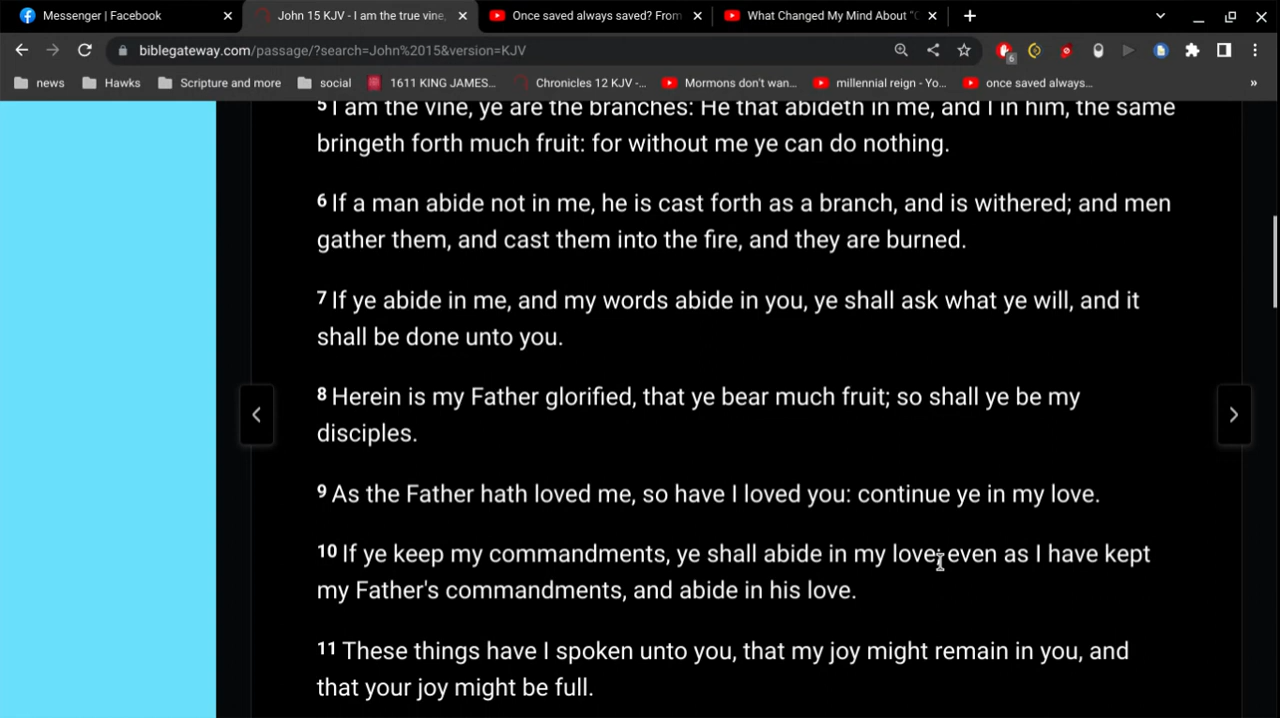 Messenger | Facebook
John 15 KJV - I am the true vine,
Once saved always saved? From
What Changed My Mind About "O
biblegateway.com/passage/?search=John%2015&version=KJV
6
news
Hawks
Scripture and more
social
1611 KING JAMES...
Chronicles 12 KJV -...
Mormons don't wan...
millennial reign - Yo...
once saved always...
»
5 I am the vine, ye are the branches: He that abideth in me, and I in him, the same
bringeth forth much fruit: for without me ye can do nothing.
6 If a man abide not in me, he is cast forth as a branch, and is withered; and men
gather them, and cast them into the fire, and they are burned.
7 If ye abide in me, and my words abide in you, ye shall ask what ye will, and it
shall be done unto you.
8 Herein is my Father glorified, that ye bear much fruit; so shall ye be my
disciples.
9 As the Father hath loved me, so have I loved you: continue ye in my love.
10 If ye keep my commandments, ye shall abide in my love; even as I have kept
my Father's commandments, and abide in his love.
11 These things have I spoken unto you, that my joy might remain in you, and
that your joy might be full.